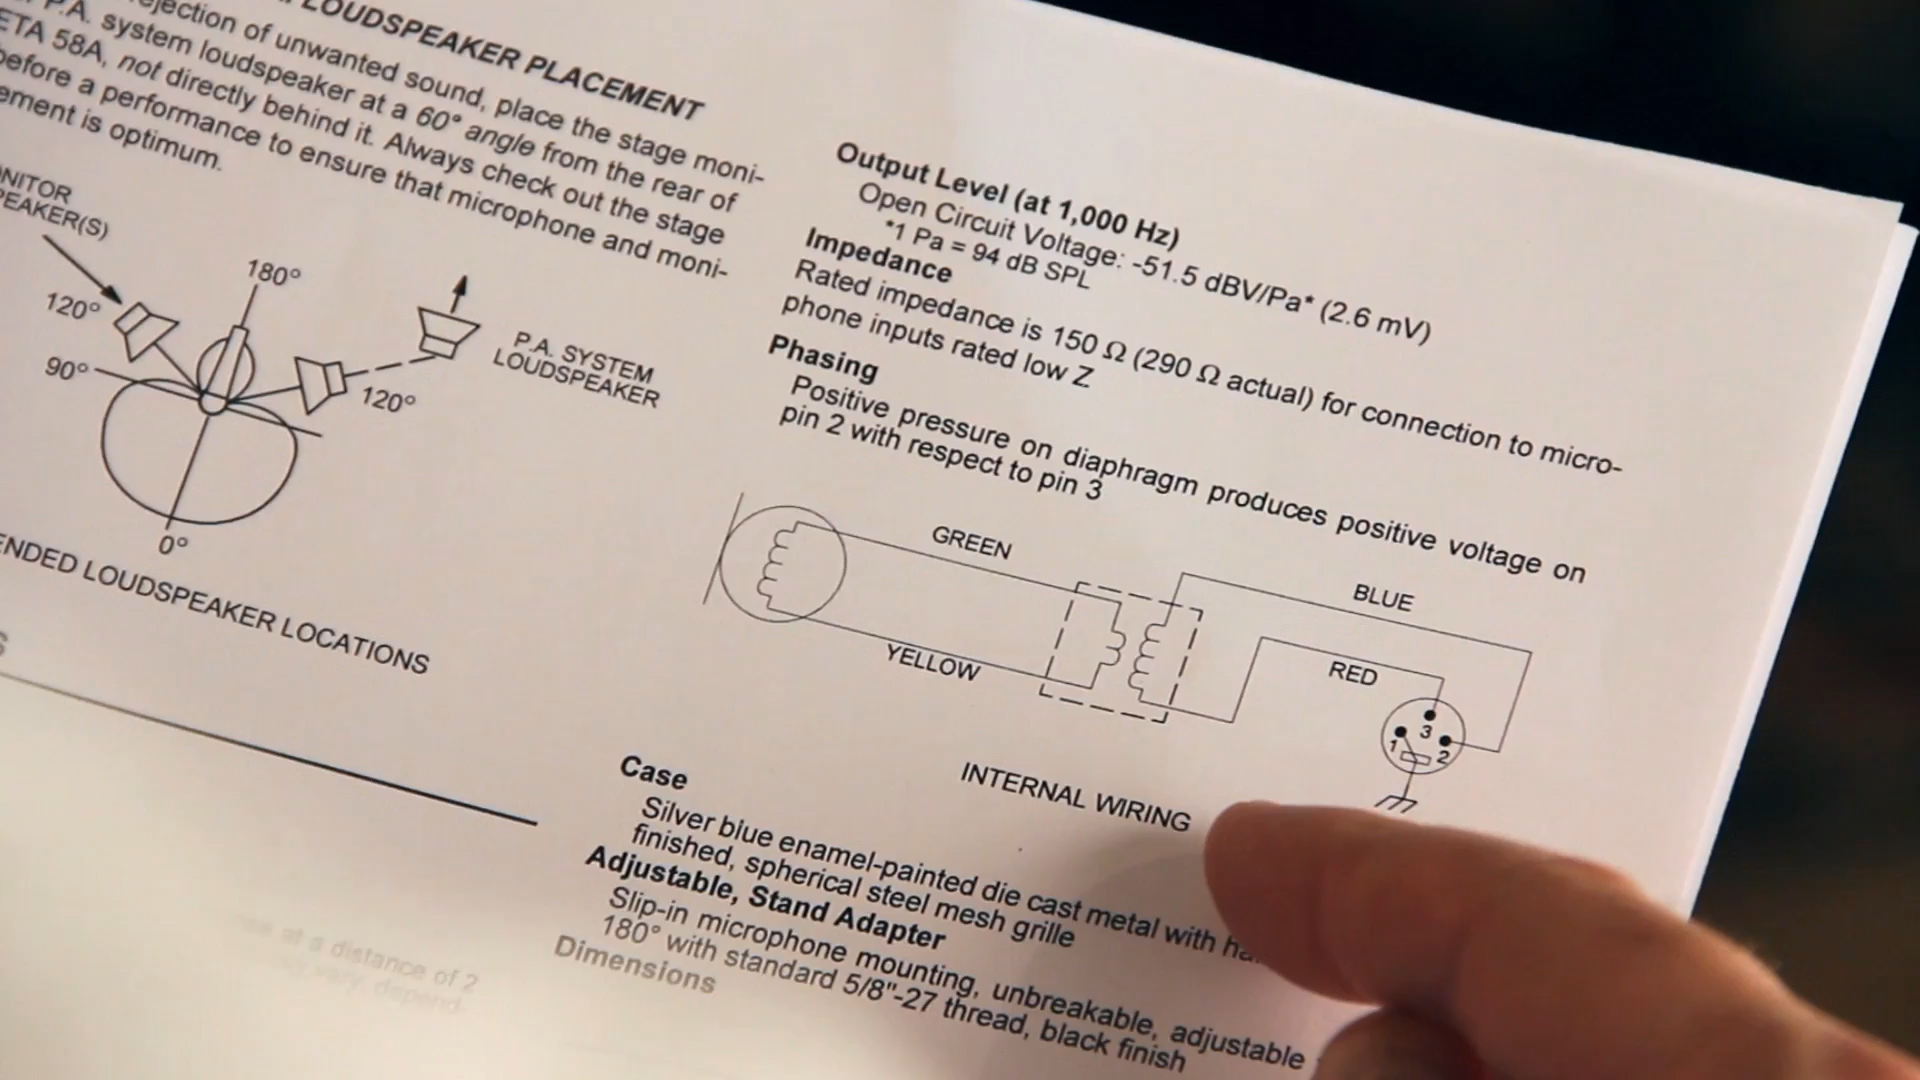 LOUDSPEAKER PLACEMENT
of unwanted sound, place the stage moni-
P.A. system loudspeaker at a 60° angle from the rear of
58A, not directly behind it. Always check out the stage
before a performance to ensure that microphone and moni-
is optimum.
180°
120°
90°
120°
0°
P.A. SYSTEM
LOUDSPEAKER
LOUDSPEAKER LOCATIONS
Output Level (at 1,000 Hz)
Open Circuit Voltage: -51.5 dBV/Pa* (2.6 mV)
*1 Pa = 94 dB SPL
Impedance
Rated impedance is 150 Ω (290 Ω actual) for connection to micro-
phone inputs rated low Z
Phasing
Positive pressure on diaphragm produces positive voltage on
pin 2 with respect to pin 3
GREEN
YELLOW
BLUE
RED
3
1
2
INTERNAL WIRING
Case
Silver blue enamel-painted die cast metal with
finished, spherical steel mesh grille
Adjustable, Stand Adapter
Slip-in microphone mounting, unbreakable, adjustable
180° with standard 5/8"-27 thread, black finish
Dimensions
at a distance of 2
vary depend-